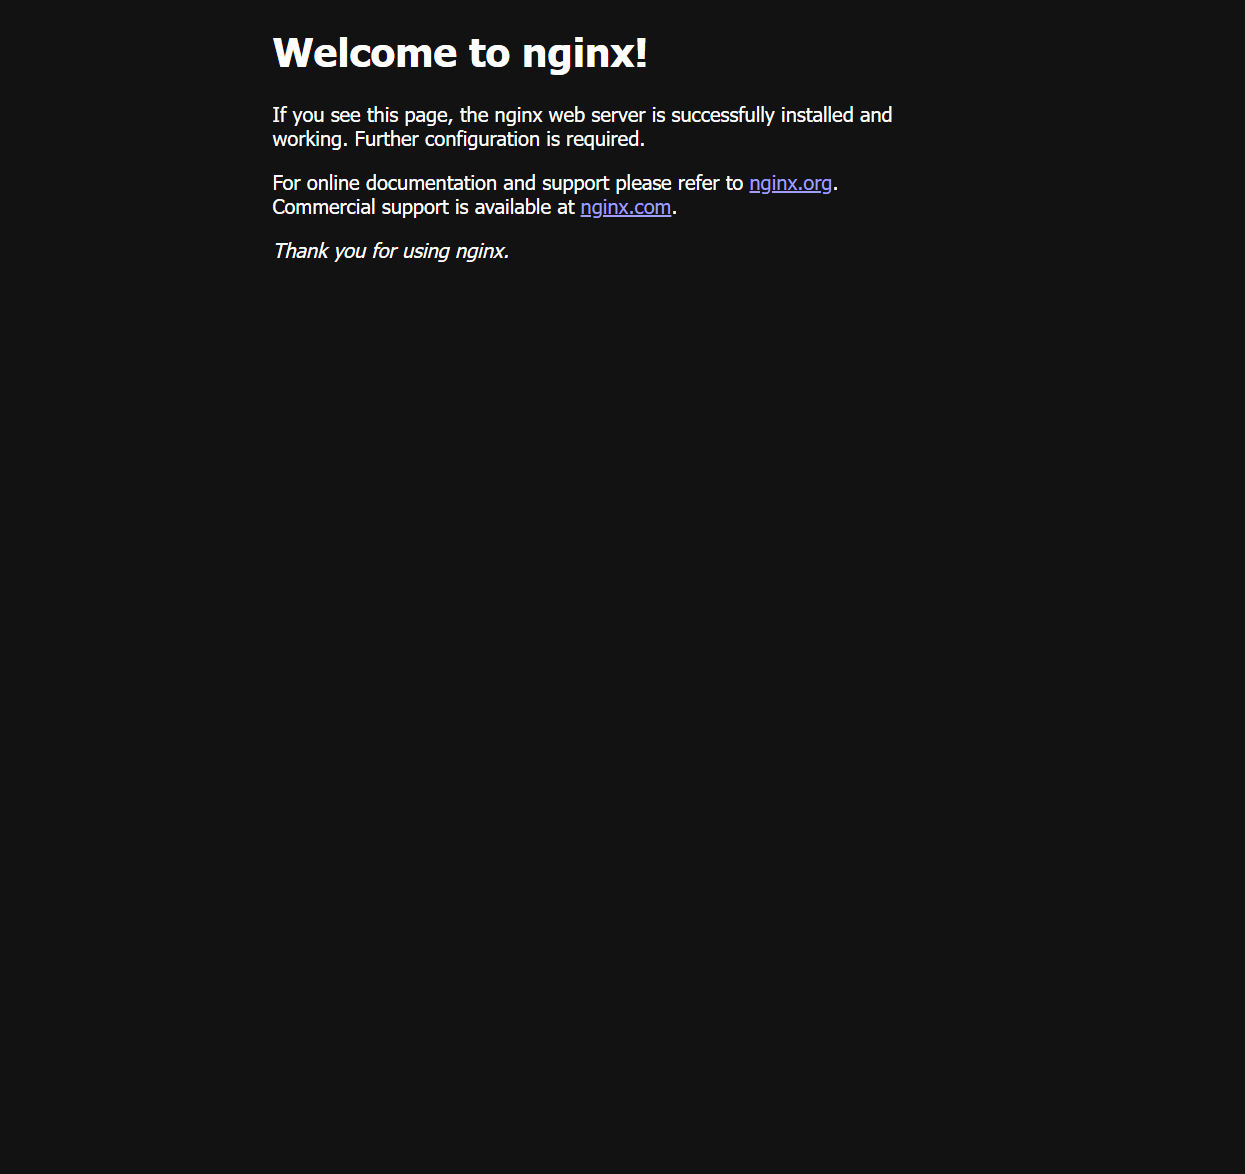 Welcome to nginx!
If you see this page, the nginx web server is successfully installed and
working. Further configuration is required.
For online documentation and support please refer to nginx.org.
Commercial support is available at nginx.com.
Thank you for using nginx.